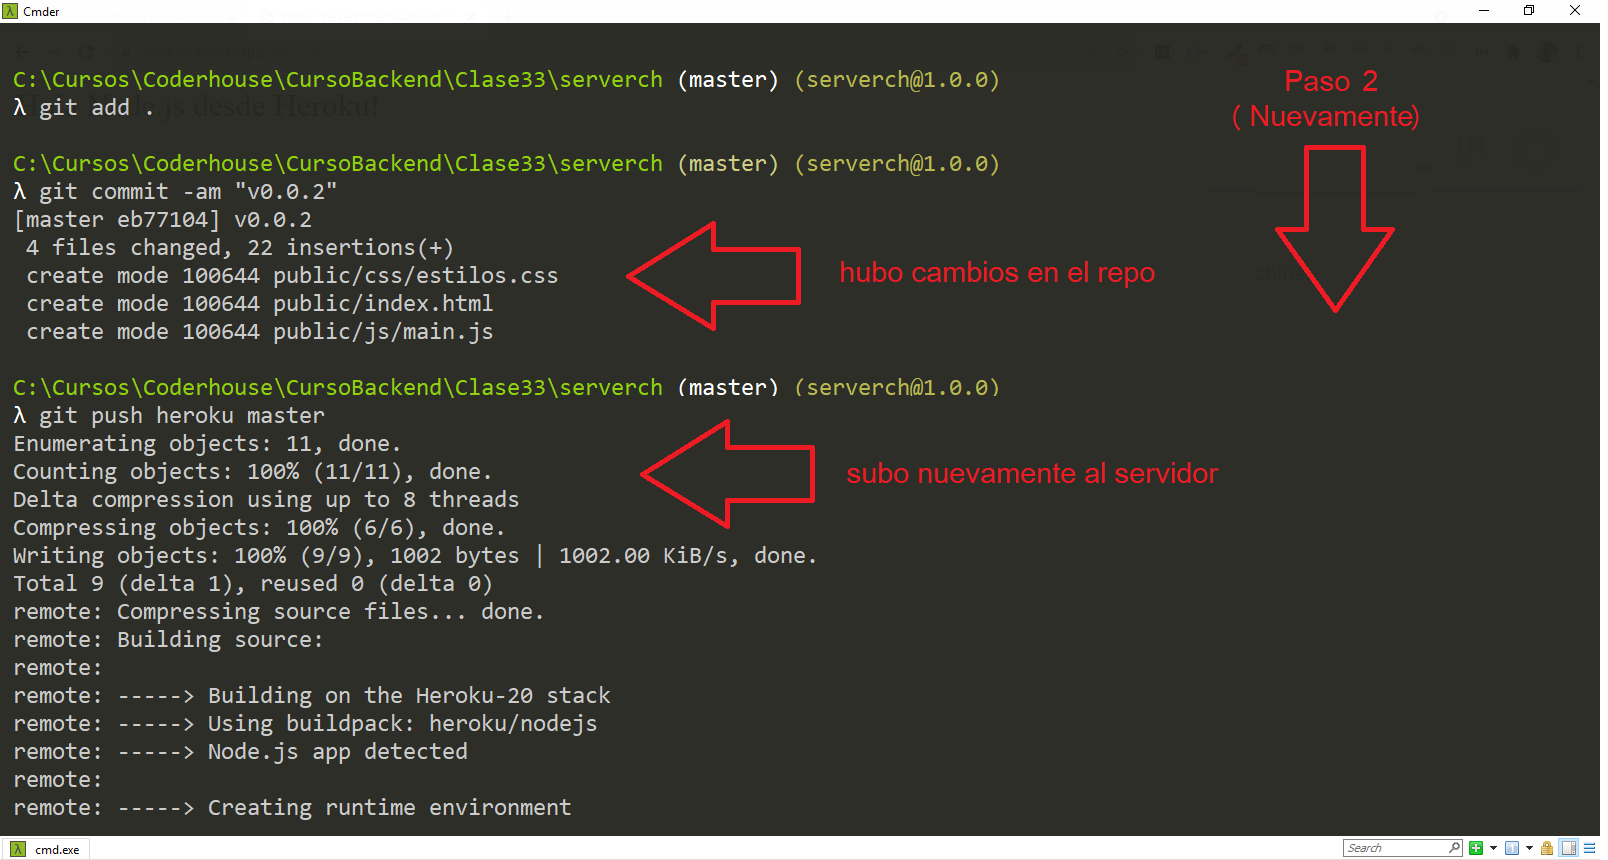 Cmder
C:\Cursos\Coderhouse\CursoBackend\Clase33\serverch (master) (serverch@1.0.0)
λ git add .
.js desde Heroku!
Paso 2
( Nuevamente)
C:\Cursos\Coderhouse\CursoBackend\Clase33\serverch (master) (serverch@1.0.0)
λ git commit -am "v0.0.2"
[master eb77104] v0.0.2
4 files changed, 22 insertions(+)
create mode 100644 public/css/estilos.css
create mode 100644 public/index.html
create mode 100644 public/js/main.js
hubo cambios en el repo
C:\Cursos\Coderhouse\CursoBackend\Clase33\serverch (master) (serverch@1.0.0)
λ git push heroku master
Enumerating objects: 11, done.
Counting objects: 100% (11/11), done.
Delta compression using up to 8 threads
Compressing objects: 100% (6/6), done.
Writing objects: 100% (9/9), 1002 bytes | 1002.00 KiB/s, done.
Total 9 (delta 1), reused 0 (delta 0)
subo nuevamente al servidor
remote: Compressing source files... done.
remote: Building source:
remote:
remote: -----> Building on the Heroku-20 stack
remote: -----> Using buildpack: heroku/nodejs
remote: -----> Node.js app detected
remote:
remote: -----> Creating runtime environment
λ cmd.exe
Search